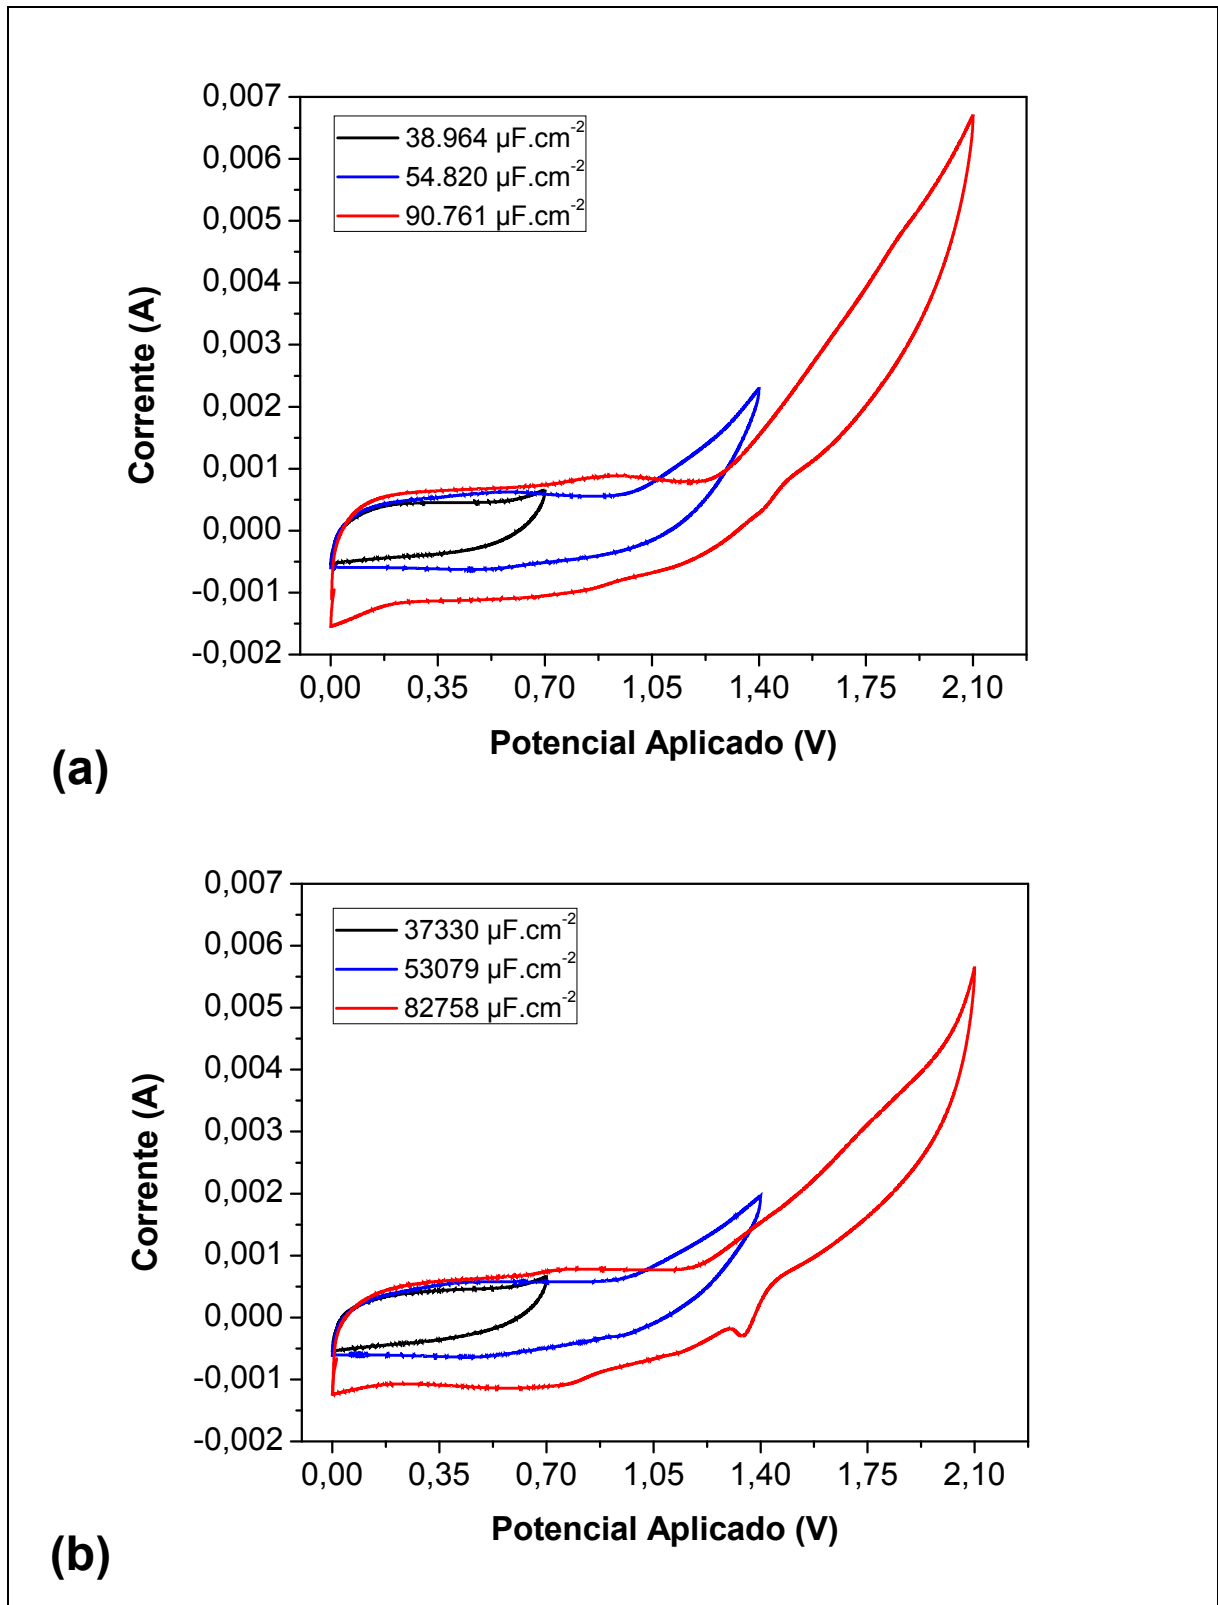 0,007
0,006
0,005
0,004
0,003
0,002
0,001
0,000
-0,001
-0,002
Corrente (A)
38.964 µF.cm-2
54.820 µF.cm-2
90.761 µF.cm-2
0,00 0,35 0,70 1,05 1,40 1,75 2,10
Potencial Aplicado (V)
(a)
0,007
0,006
0,005
0,004
0,003
0,002
0,001
0,000
-0,001
-0,002
Corrente (A)
37330 µF.cm-2
53079 µF.cm-2
82758 µF.cm-2
0,00 0,35 0,70 1,05 1,40 1,75 2,10
Potencial Aplicado (V)
(b)